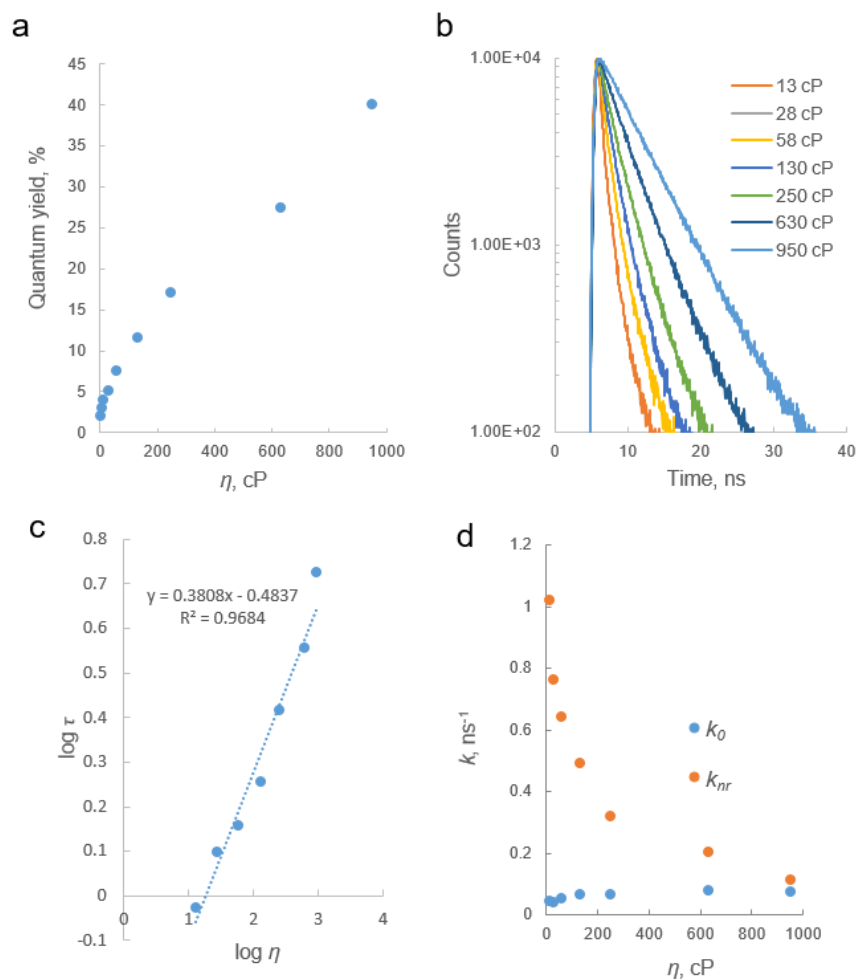 a
45
40
35
30
25
20
15
10
5
0
Quantum yield, %
0 200 400 600 800 1000
η, cP
b
1.00E+04
1.00E+03
1.00E+02
Counts
13 cP
28 cP
58 cP
130 cP
250 cP
630 cP
950 cP
0 10 20 30 40
Time, ns
c
0.8
0.7
0.6
0.5
0.4
0.3
0.2
0.1
0
-0.1
log τ
y = 0.3808x - 0.4837
R² = 0.9684
0 1 2 3 4
log η
d
1.2
1
0.8
0.6
0.4
0.2
0
k, ns⁻¹
k₀
kₙᵣ
0 200 400 600 800 1000
η, cP